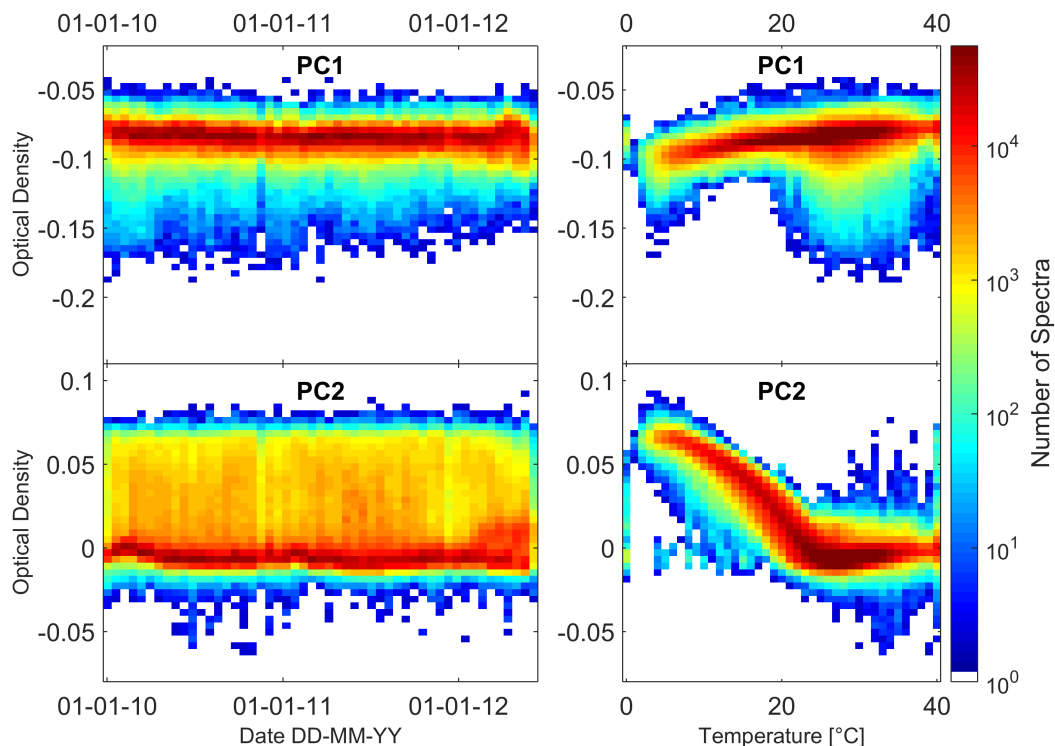 01-01-10 01-01-11 01-01-12 0 20 40
PC1 PC1
-0.05 -0.05
-0.1 -0.1
-0.15 -0.15
-0.2 -0.2
Optical Density
10^4
10^3
10^2
10^1
10^0
Number of Spectra
PC2 PC2
0.1 0.1
0.05 0.05
0 0
-0.05 -0.05
Optical Density
01-01-10 01-01-11 01-01-12 0 20 40
Date DD-MM-YY Temperature [°C]